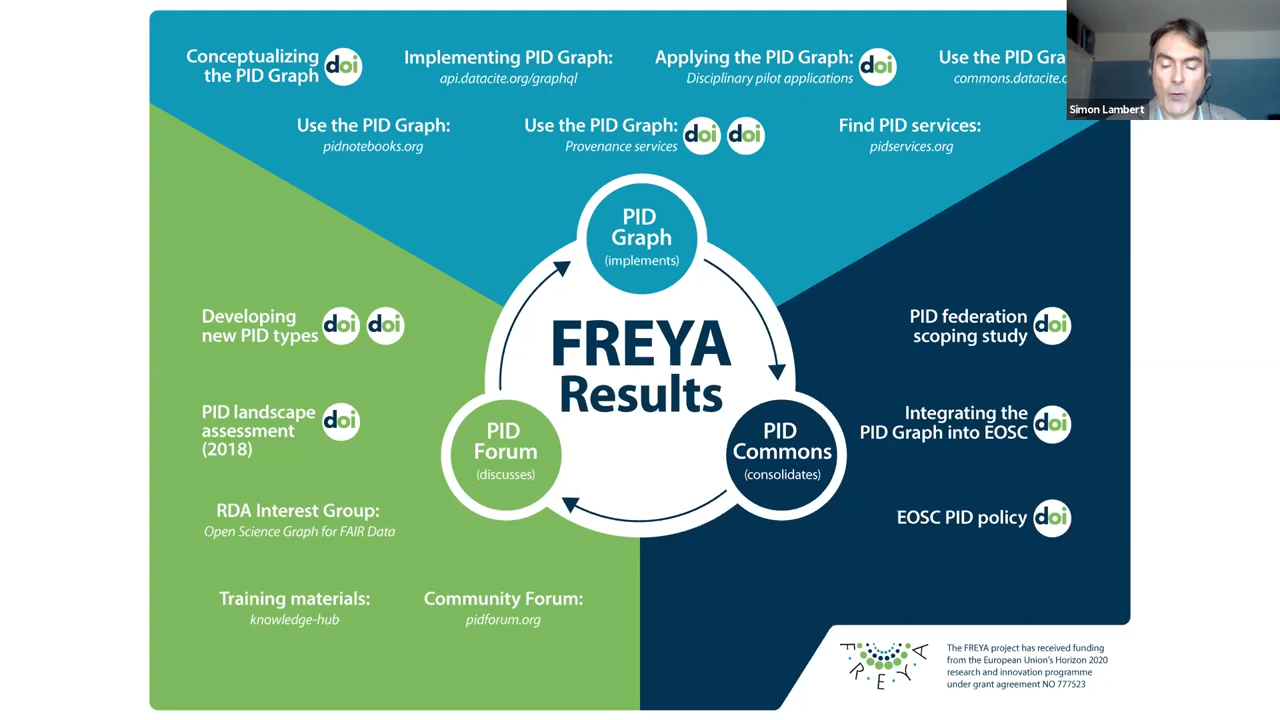 Conceptualizing
the PID Graph
doi
Implementing PID Graph:
api.datacite.org/graphql
Applying the PID Graph:
Disciplinary pilot applications
doi
Use the PID Gra
commons.datacite.c
Simon Lambert
Use the PID Graph:
pidnotebooks.org
Use the PID Graph:
Provenance services
doi
doi
Find PID services:
pidservices.org
PID
Graph
(implements)
FREYA
Results
PID
Forum
(discusses)
PID
Commons
(consolidates)
Developing
new PID types
doi
doi
PID landscape
assessment
(2018)
doi
RDA Interest Group:
Open Science Graph for FAIR Data
Training materials:
knowledge-hub
Community Forum:
pidforum.org
PID federation
scoping study
doi
Integrating the
PID Graph into EOSC
doi
EOSC PID policy
doi
FREYA
The FREYA project has received funding
from the European Union's Horizon 2020
research and innovation programme
under grant agreement NO 777523